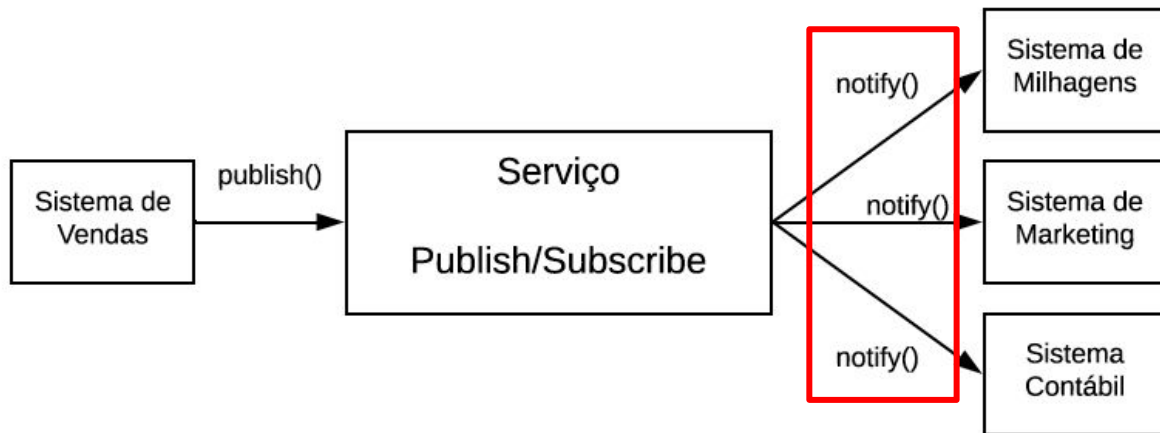 Sistema de
Vendas
publish()
Serviço
Publish/Subscribe
notify()
notify()
notify()
Sistema de
Milhagens
Sistema de
Marketing
Sistema
Contábil